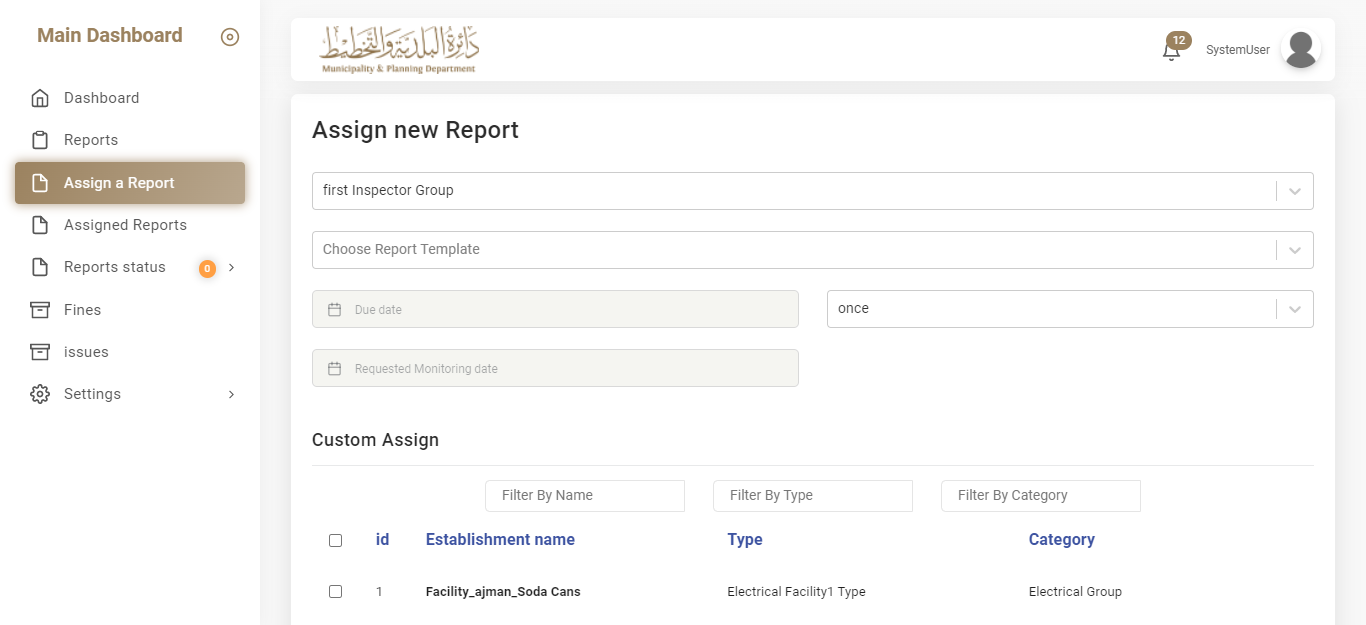 Main Dashboard
Dashboard
Reports
Assign a Report
Assigned Reports
Reports status 0
Fines
issues
Settings
دائرة البلدية والتخطيط
Municipality & Planning Department
12
SystemUser
Assign new Report
first Inspector Group
Choose Report Template
Due date
once
Requested Monitoring date
Custom Assign
Filter By Name Filter By Type Filter By Category
id Establishment name Type Category
1 Facility_ajman_Soda Cans Electrical Facility1 Type Electrical Group